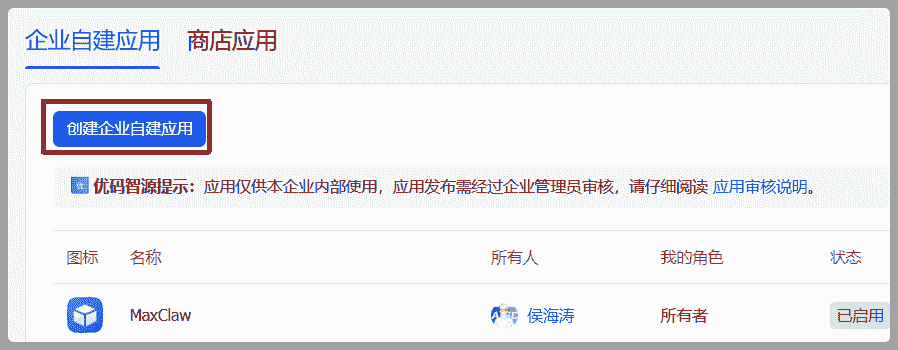 企业自建应用 商店应用
创建企业自建应用
优 优码智源提示：应用仅供本企业内部使用，应用发布需经过企业管理员审核，请仔细阅读 应用审核说明。
图标 名称 所有人 我的角色 状态
MaxClaw 侯海涛 所有者 已启用